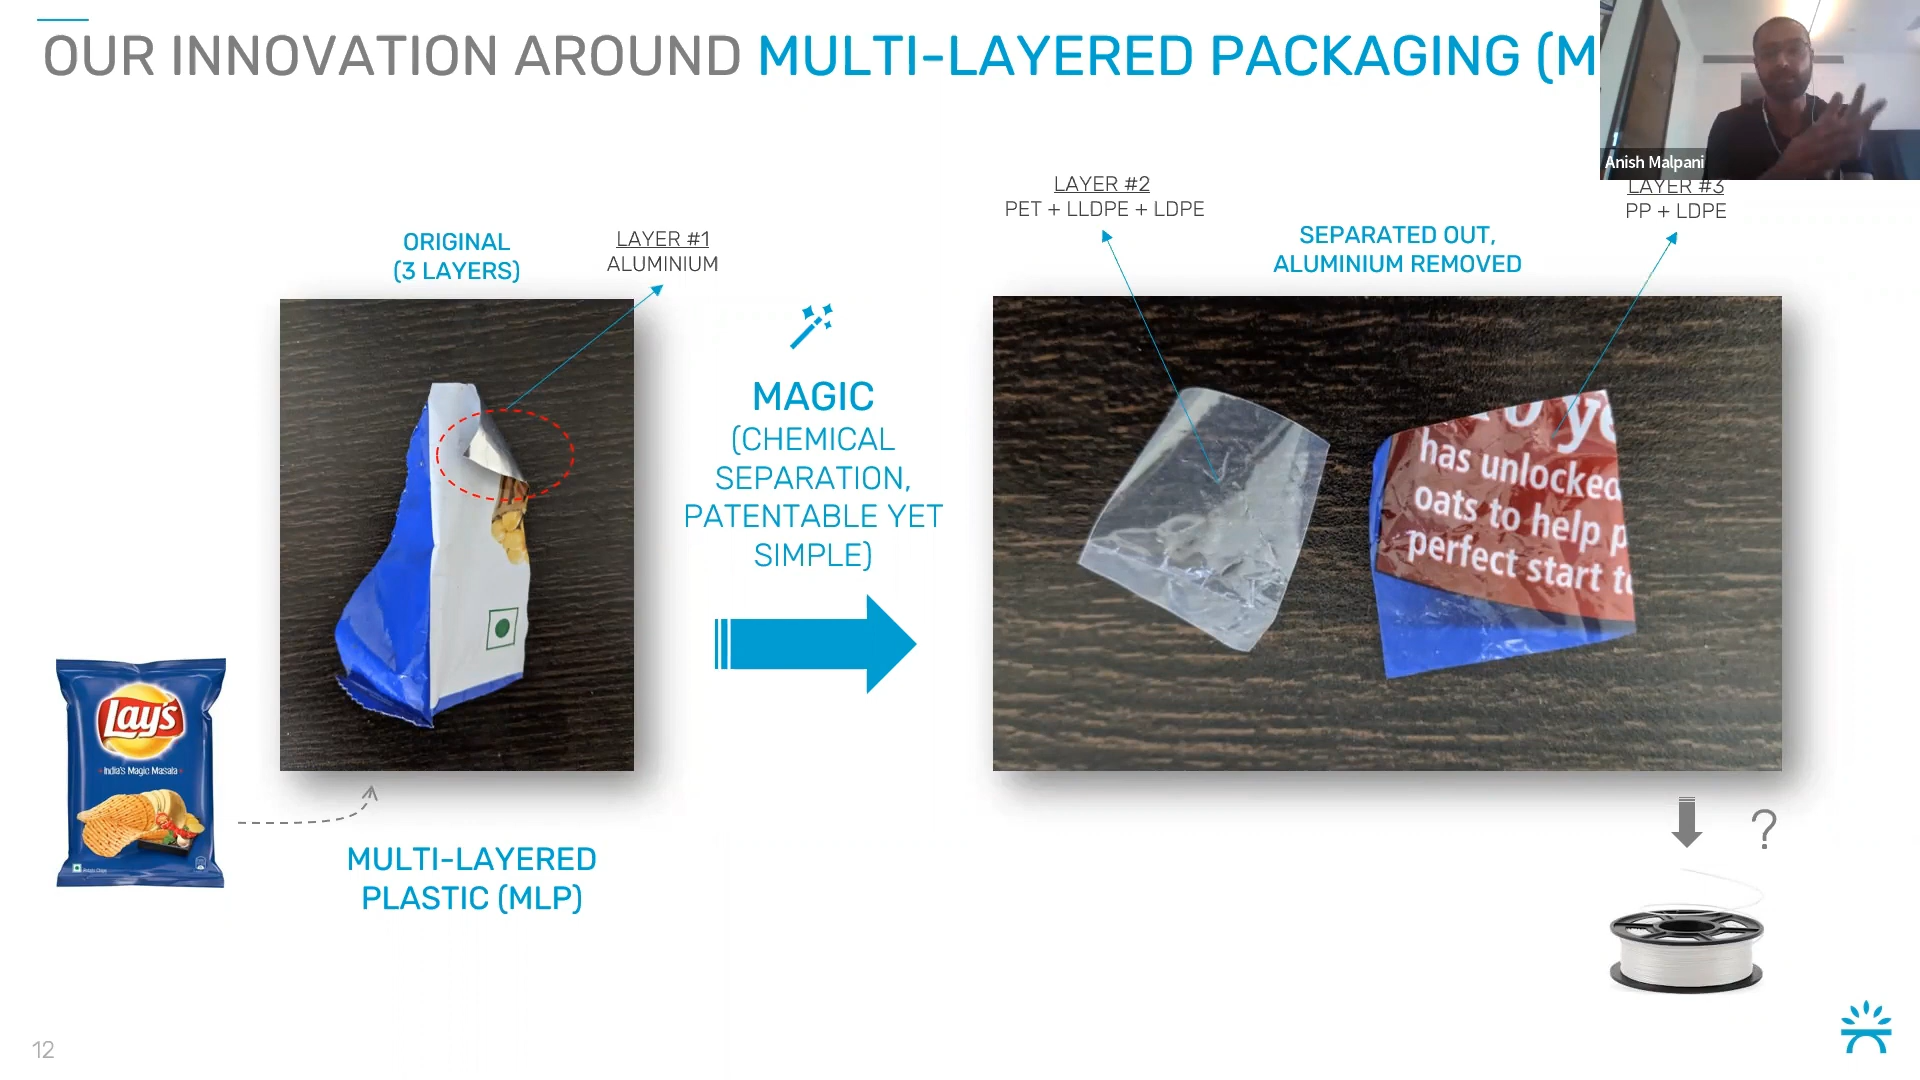 OUR INNOVATION AROUND MULTI-LAYERED PACKAGING (M
Anish Malpani
LAYER #2
PET + LLDPE + LDPE
LAYER #3
PP + LDPE
ORIGINAL
(3 LAYERS)
LAYER #1
ALUMINIUM
SEPARATED OUT,
ALUMINIUM REMOVED
MAGIC
(CHEMICAL
SEPARATION,
PATENTABLE YET
SIMPLE)
has unlocked
oats to help p
perfect start to
Lay's
India's Magic Masala
MULTI-LAYERED
PLASTIC (MLP)
?
12